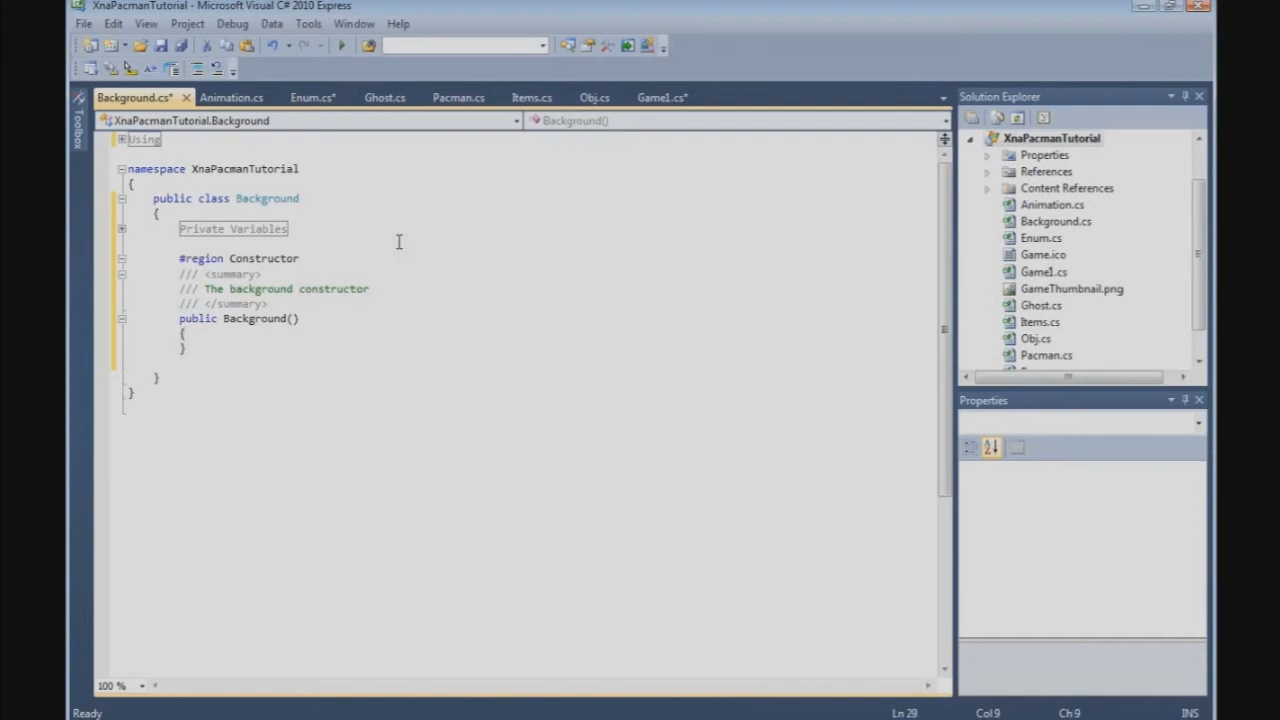 XnaPacmanTutorial - Microsoft Visual C# 2010 Express
File Edit View Project Debug Data Tools Window Help
Background.cs* Animation.cs Enum.cs* Ghost.cs Pacman.cs Items.cs Obj.cs Game1.cs*
XnaPacmanTutorial.Background Background()
Toolbox
Using
namespace XnaPacmanTutorial
{
public class Background
{
Private Variables
#region Constructor
/// <summary>
/// The background constructor
/// </summary>
public Background()
{
}
}
}
100 %
Solution Explorer
XnaPacmanTutorial
Properties
References
Content References
Animation.cs
Background.cs
Enum.cs
Game.ico
Game1.cs
GameThumbnail.png
Ghost.cs
Items.cs
Obj.cs
Pacman.cs
Properties
Ready Ln 29 Col 9 Ch 9 INS